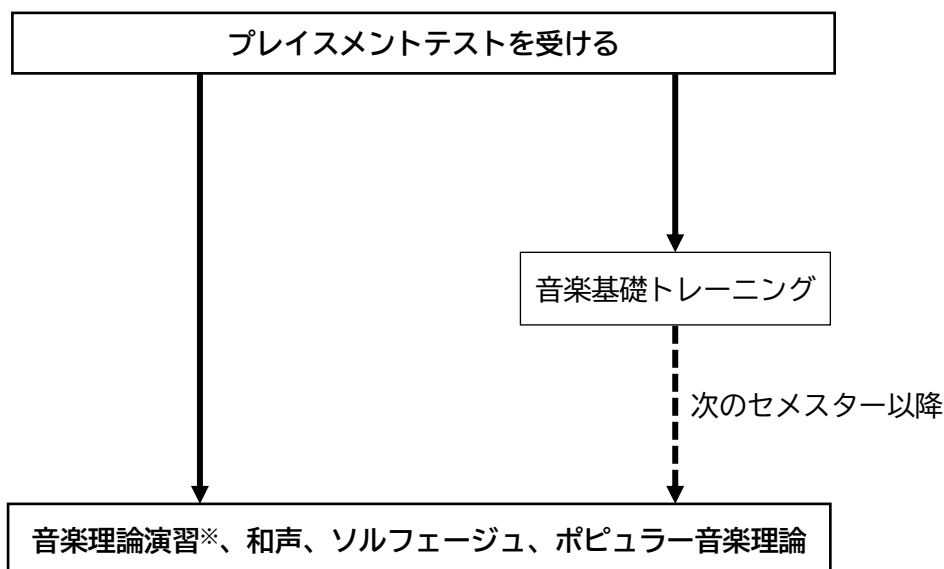 プレイスメントテストを受ける
音楽基礎トレーニング
次のセメスター以降
音楽理論演習※、和声、ソルフェージュ、ポピュラー音楽理論